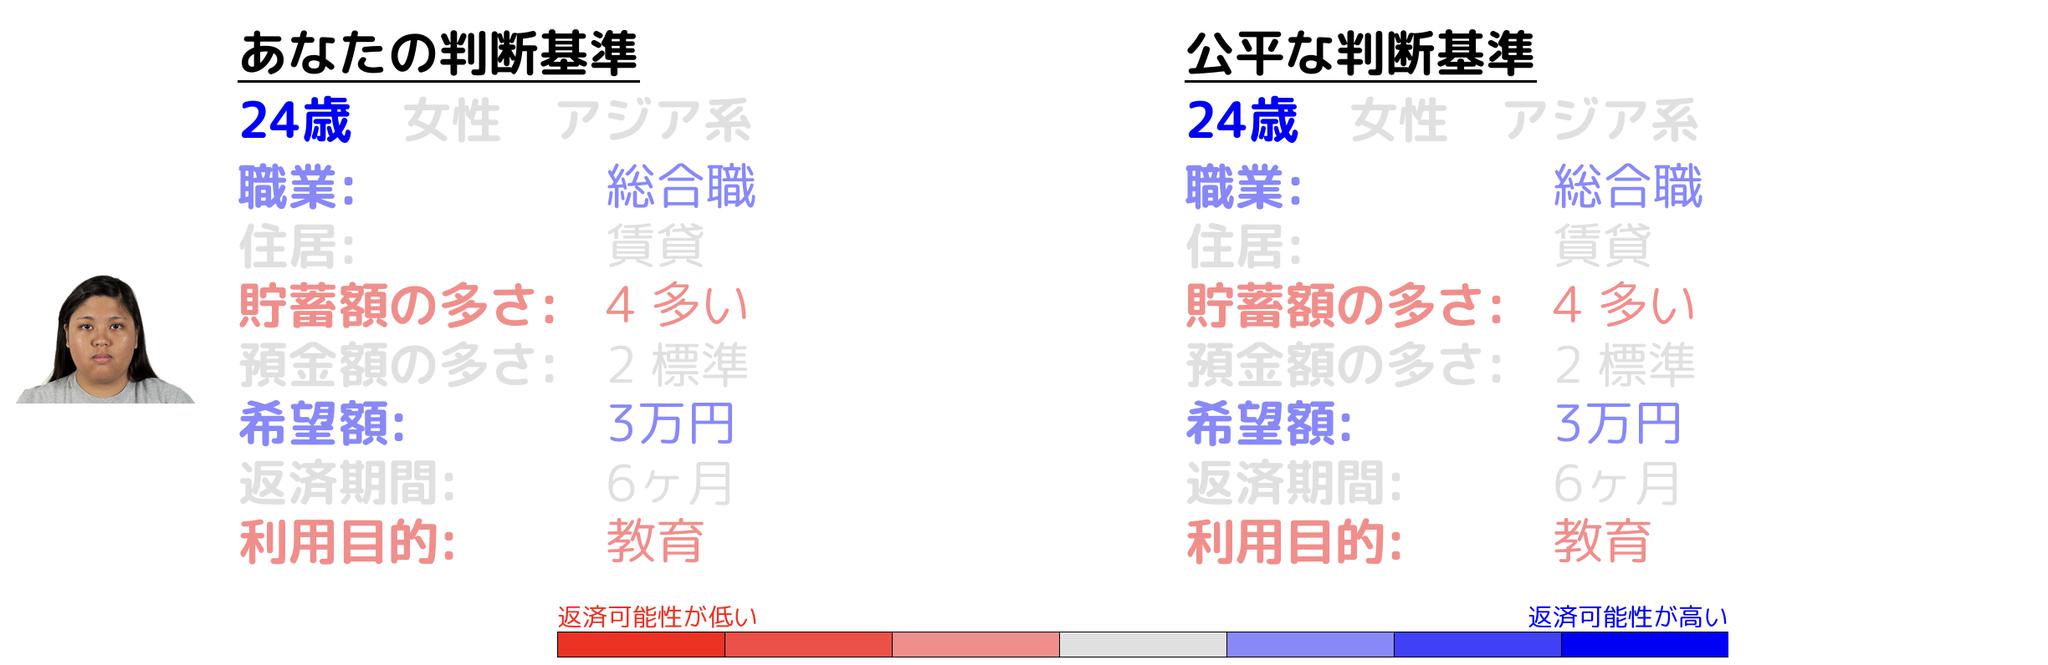 あなたの判断基準
24歳 女性 アジア系
職業: 総合職
住居: 賃貸
貯蓄額の多さ: 4 多い
預金額の多さ: 2 標準
希望額: 3万円
返済期間: 6ヶ月
利用目的: 教育
公平な判断基準
24歳 女性 アジア系
職業: 総合職
住居: 賃貸
貯蓄額の多さ: 4 多い
預金額の多さ: 2 標準
希望額: 3万円
返済期間: 6ヶ月
利用目的: 教育
返済可能性が低い
返済可能性が高い